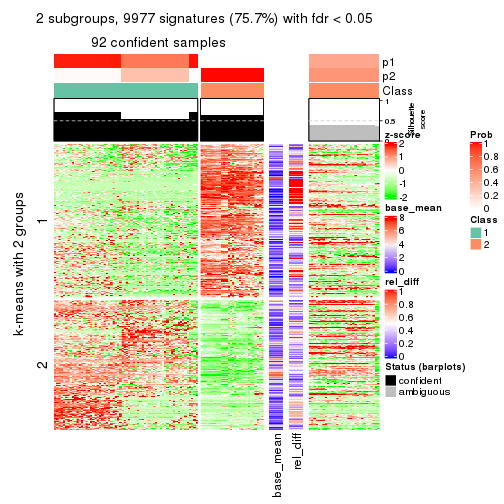 2 subgroups, 9977 signatures (75.7%) with fdr < 0.05
92 confident samples
p1
p2
Class
1
0.5
0
Silhouette
score
k-means with 2 groups
1
2
base_mean
rel_diff
z-score
2
1
0
-1
-2
base_mean
8
6
4
2
0
rel_diff
1
0.8
0.6
0.4
0.2
0
Status (barplots)
confident
ambiguous
Prob
1
0.8
0.6
0.4
0.2
0
Class
1
2